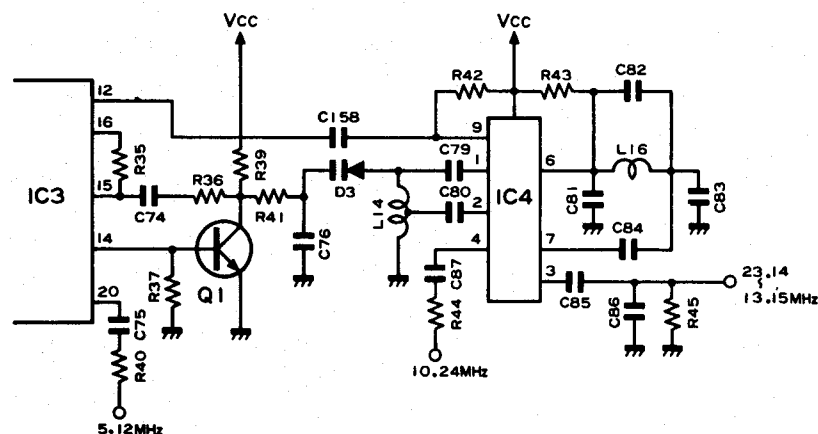 Vcc
Vcc
R42
R43
C82
12
C158
9
16
R35
R39
C79
1
6
L16
IC3
15
R36
D3
C80
IC4
C74
R41
L14
2
C81
C83
C76
C84
14
4
7
R37
Q1
C87
3
23.14
≀
13.15MHz
20
C75
C85
C86
R45
R44
R40
10.24MHz
5.12MHz